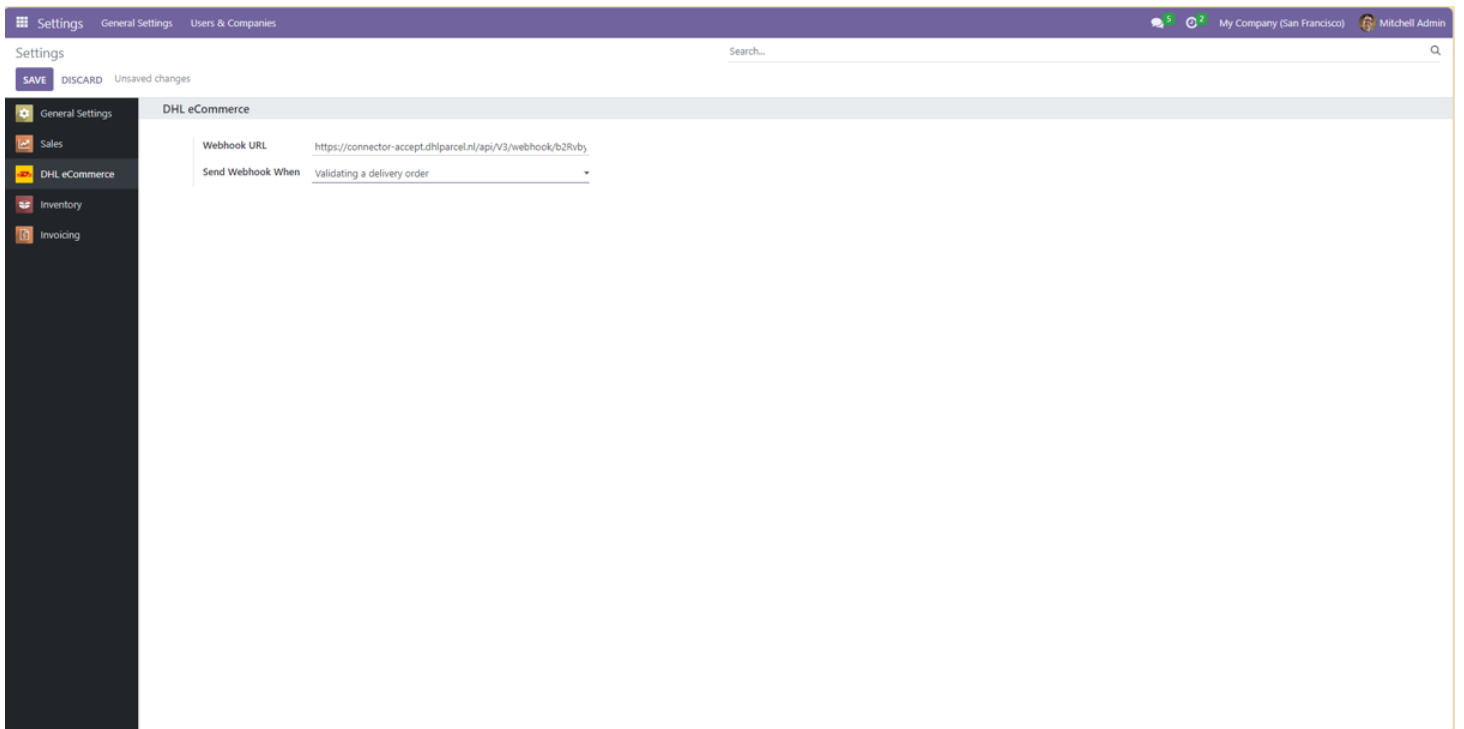 Settings General Settings Users & Companies 5 2 My Company (San Francisco) Mitchell Admin
Settings Search...
SAVE DISCARD Unsaved changes
General Settings
Sales
DHL eCommerce
Inventory
Invoicing
DHL eCommerce
Webhook URL https://connector-accept.dhlparcel.nl/api/V3/webhook/b2Rvby
Send Webhook When Validating a delivery order